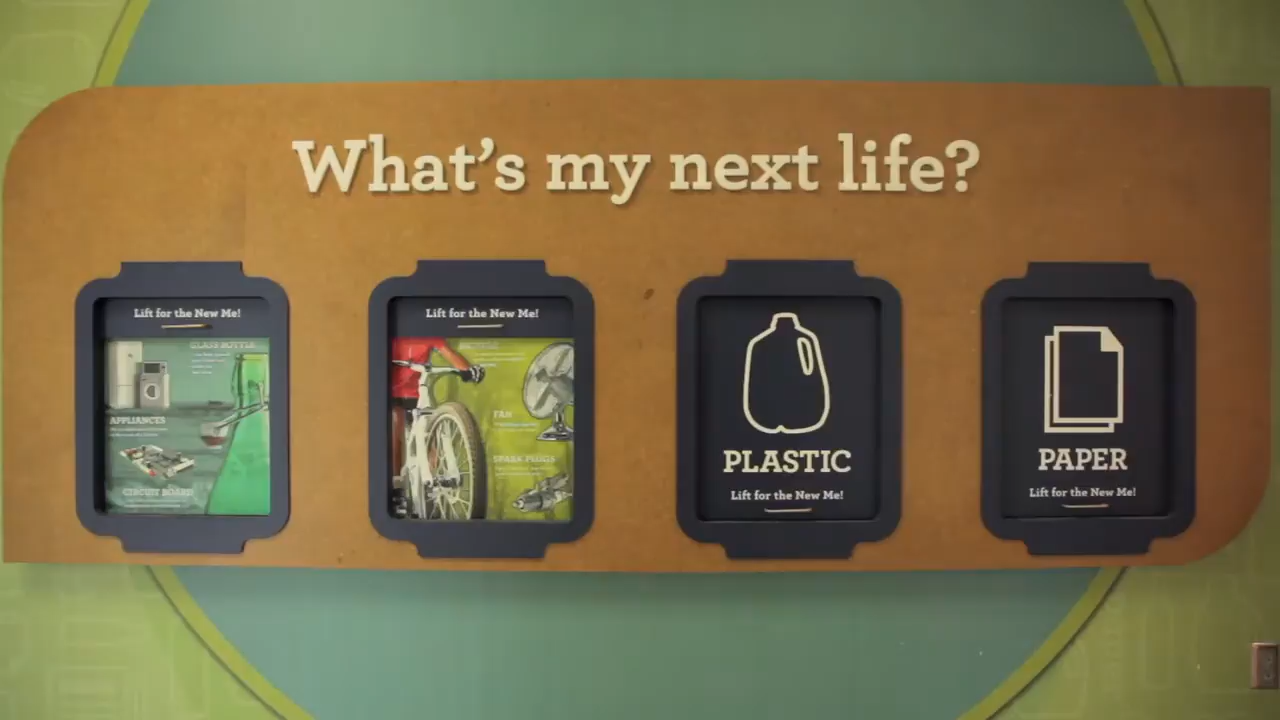 What's my next life?
Lift for the New Me!
GLASS BOTTLE
APPLIANCES
CIRCUIT BOARD
Lift for the New Me!
BICYCLE
FAN
SPARK PLUGS
PLASTIC
Lift for the New Me!
PAPER
Lift for the New Me!